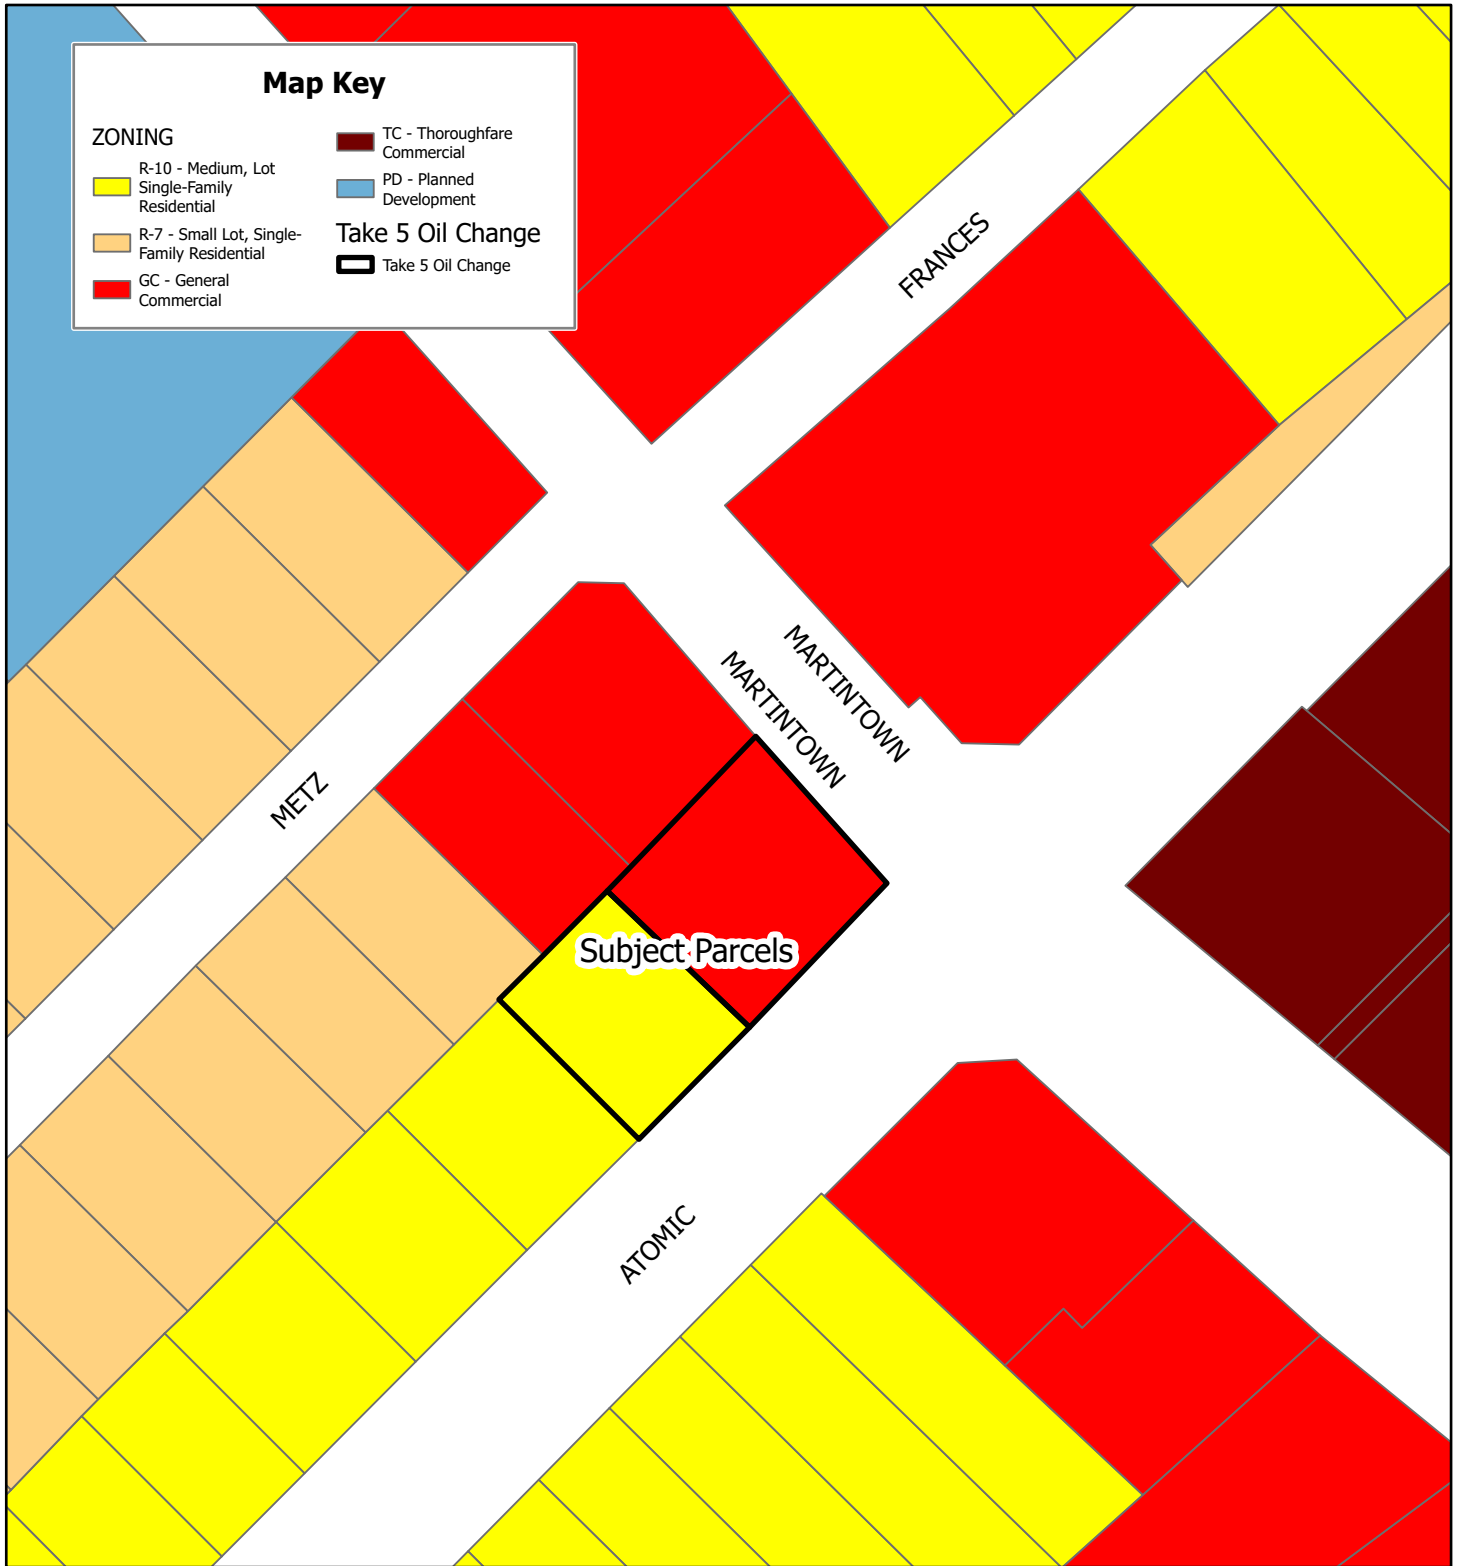 Map Key
ZONING
R-10 - Medium, Lot
Single-Family
Residential
R-7 - Small Lot, Single-
Family Residential
GC - General
Commercial
TC - Thoroughfare
Commercial
PD - Planned
Development
Take 5 Oil Change
Take 5 Oil Change
FRANCES
MARTINTOWN
MARTINTOWN
METZ
Subject Parcels
ATOMIC